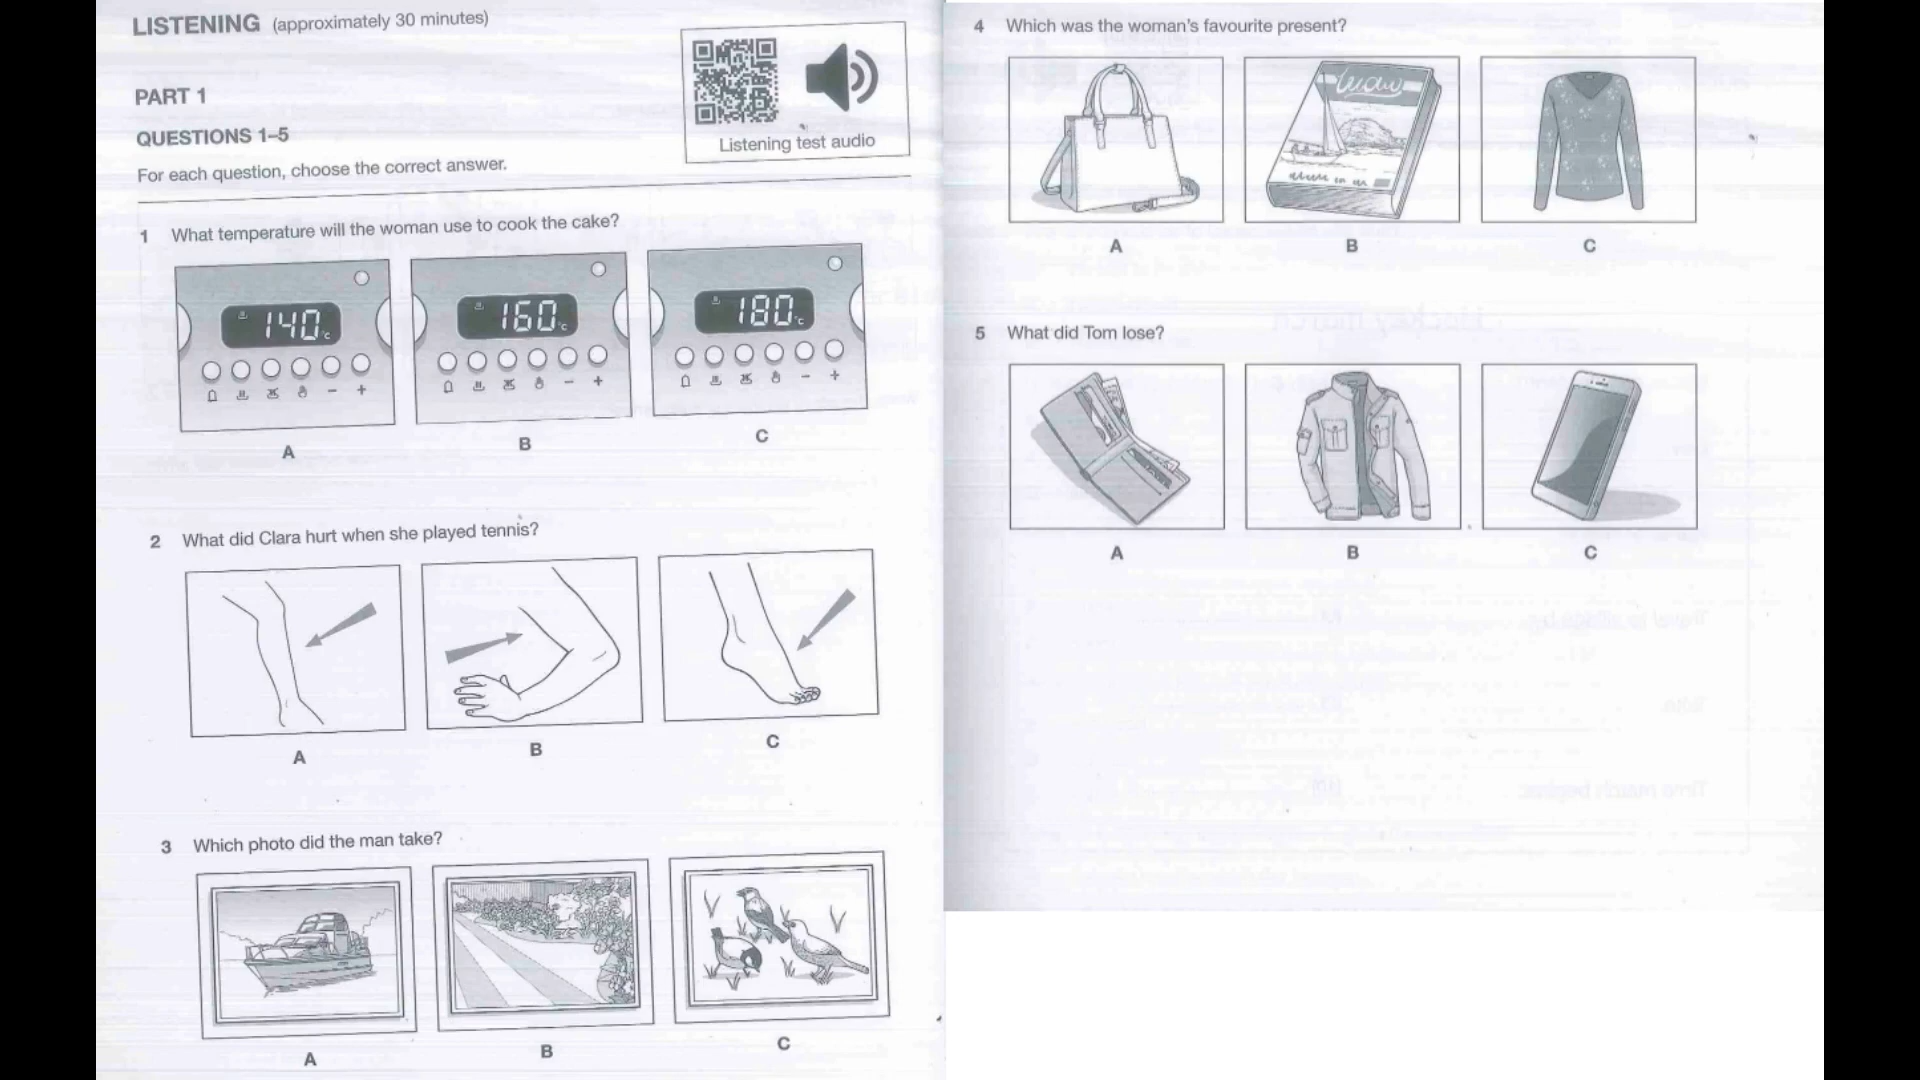 LISTENING (approximately 30 minutes)
Listening test audio
PART 1
QUESTIONS 1–5
For each question, choose the correct answer.
1 What temperature will the woman use to cook the cake?
140°C
160°C
180°C
A
B
C
2 What did Clara hurt when she played tennis?
A
B
C
3 Which photo did the man take?
A
B
C
4 Which was the woman's favourite present?
A
B
C
5 What did Tom lose?
A
B
C